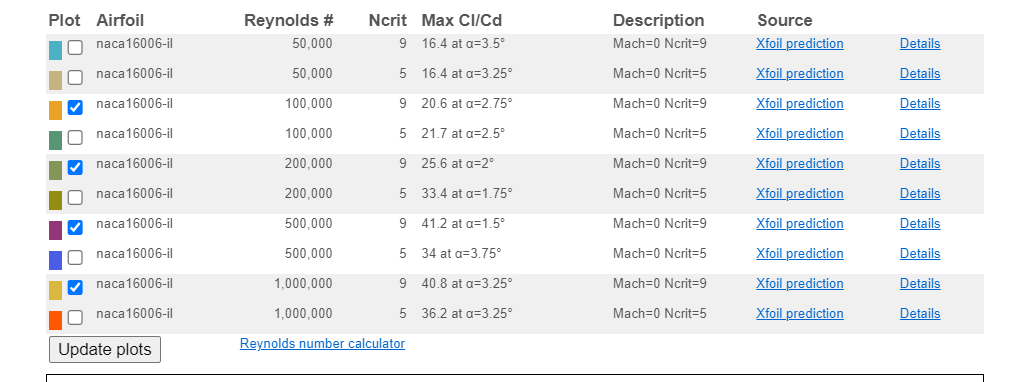 Plot Airfoil Reynolds # Ncrit Max Cl/Cd Description Source
naca16006-il 50,000 9 16.4 at α=3.5° Mach=0 Ncrit=9 Xfoil prediction Details
naca16006-il 50,000 5 16.4 at α=3.25° Mach=0 Ncrit=5 Xfoil prediction Details
naca16006-il 100,000 9 20.6 at α=2.75° Mach=0 Ncrit=9 Xfoil prediction Details
naca16006-il 100,000 5 21.7 at α=2.5° Mach=0 Ncrit=5 Xfoil prediction Details
naca16006-il 200,000 9 25.6 at α=2° Mach=0 Ncrit=9 Xfoil prediction Details
naca16006-il 200,000 5 33.4 at α=1.75° Mach=0 Ncrit=5 Xfoil prediction Details
naca16006-il 500,000 9 41.2 at α=1.5° Mach=0 Ncrit=9 Xfoil prediction Details
naca16006-il 500,000 5 34 at α=3.75° Mach=0 Ncrit=5 Xfoil prediction Details
naca16006-il 1,000,000 9 40.8 at α=3.25° Mach=0 Ncrit=9 Xfoil prediction Details
naca16006-il 1,000,000 5 36.2 at α=3.25° Mach=0 Ncrit=5 Xfoil prediction Details
Update plots Reynolds number calculator